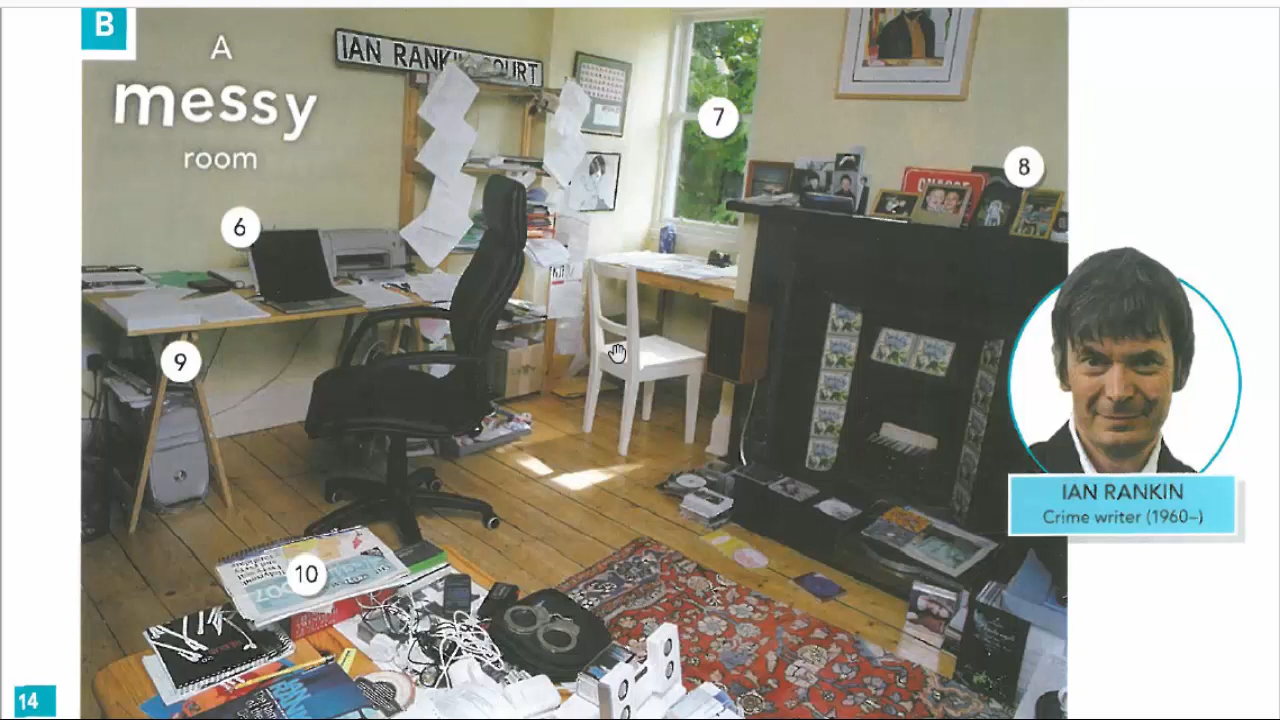 B
A
messy
room
IAN RANKIN COURT
6
7
8
9
10
IAN RANKIN
Crime writer (1960–)
14